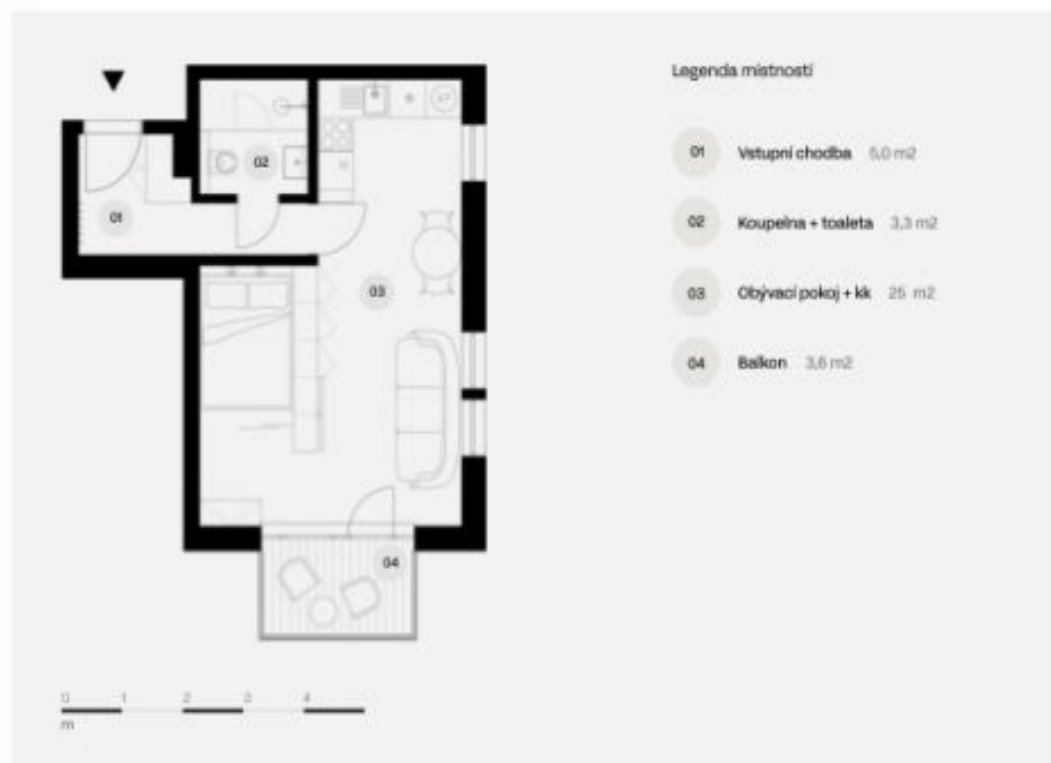 Legenda místností
01 Vstupní chodba 5,0 m2
02 Koupelna + toaleta 3,3 m2
03 Obývací pokoj + kk 25 m2
04 Balkon 3,6 m2
02
01
03
04
0 1 2 3 4
m